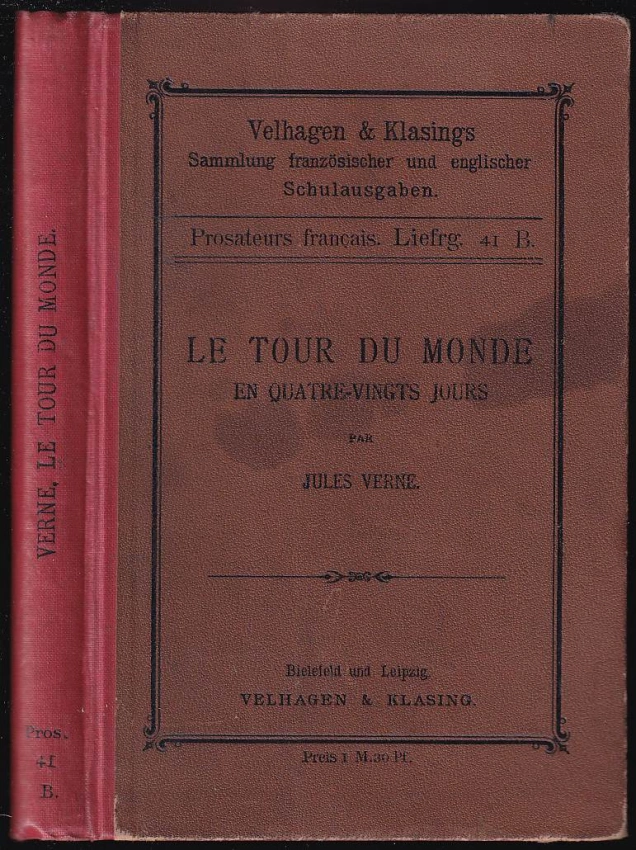 VERNE, LE TOUR DU MONDE.
Pros.
41
B.
Velhagen & Klasings
Sammlung französischer und englischer
Schulausgaben.
Prosateurs français. Liefrg. 41 B.
LE TOUR DU MONDE
EN QUATRE-VINGTS JOURS
PAR
JULES VERNE.
Bielefeld und Leipzig.
VELHAGEN & KLASING.
Preis 1 M. 30 Pf.